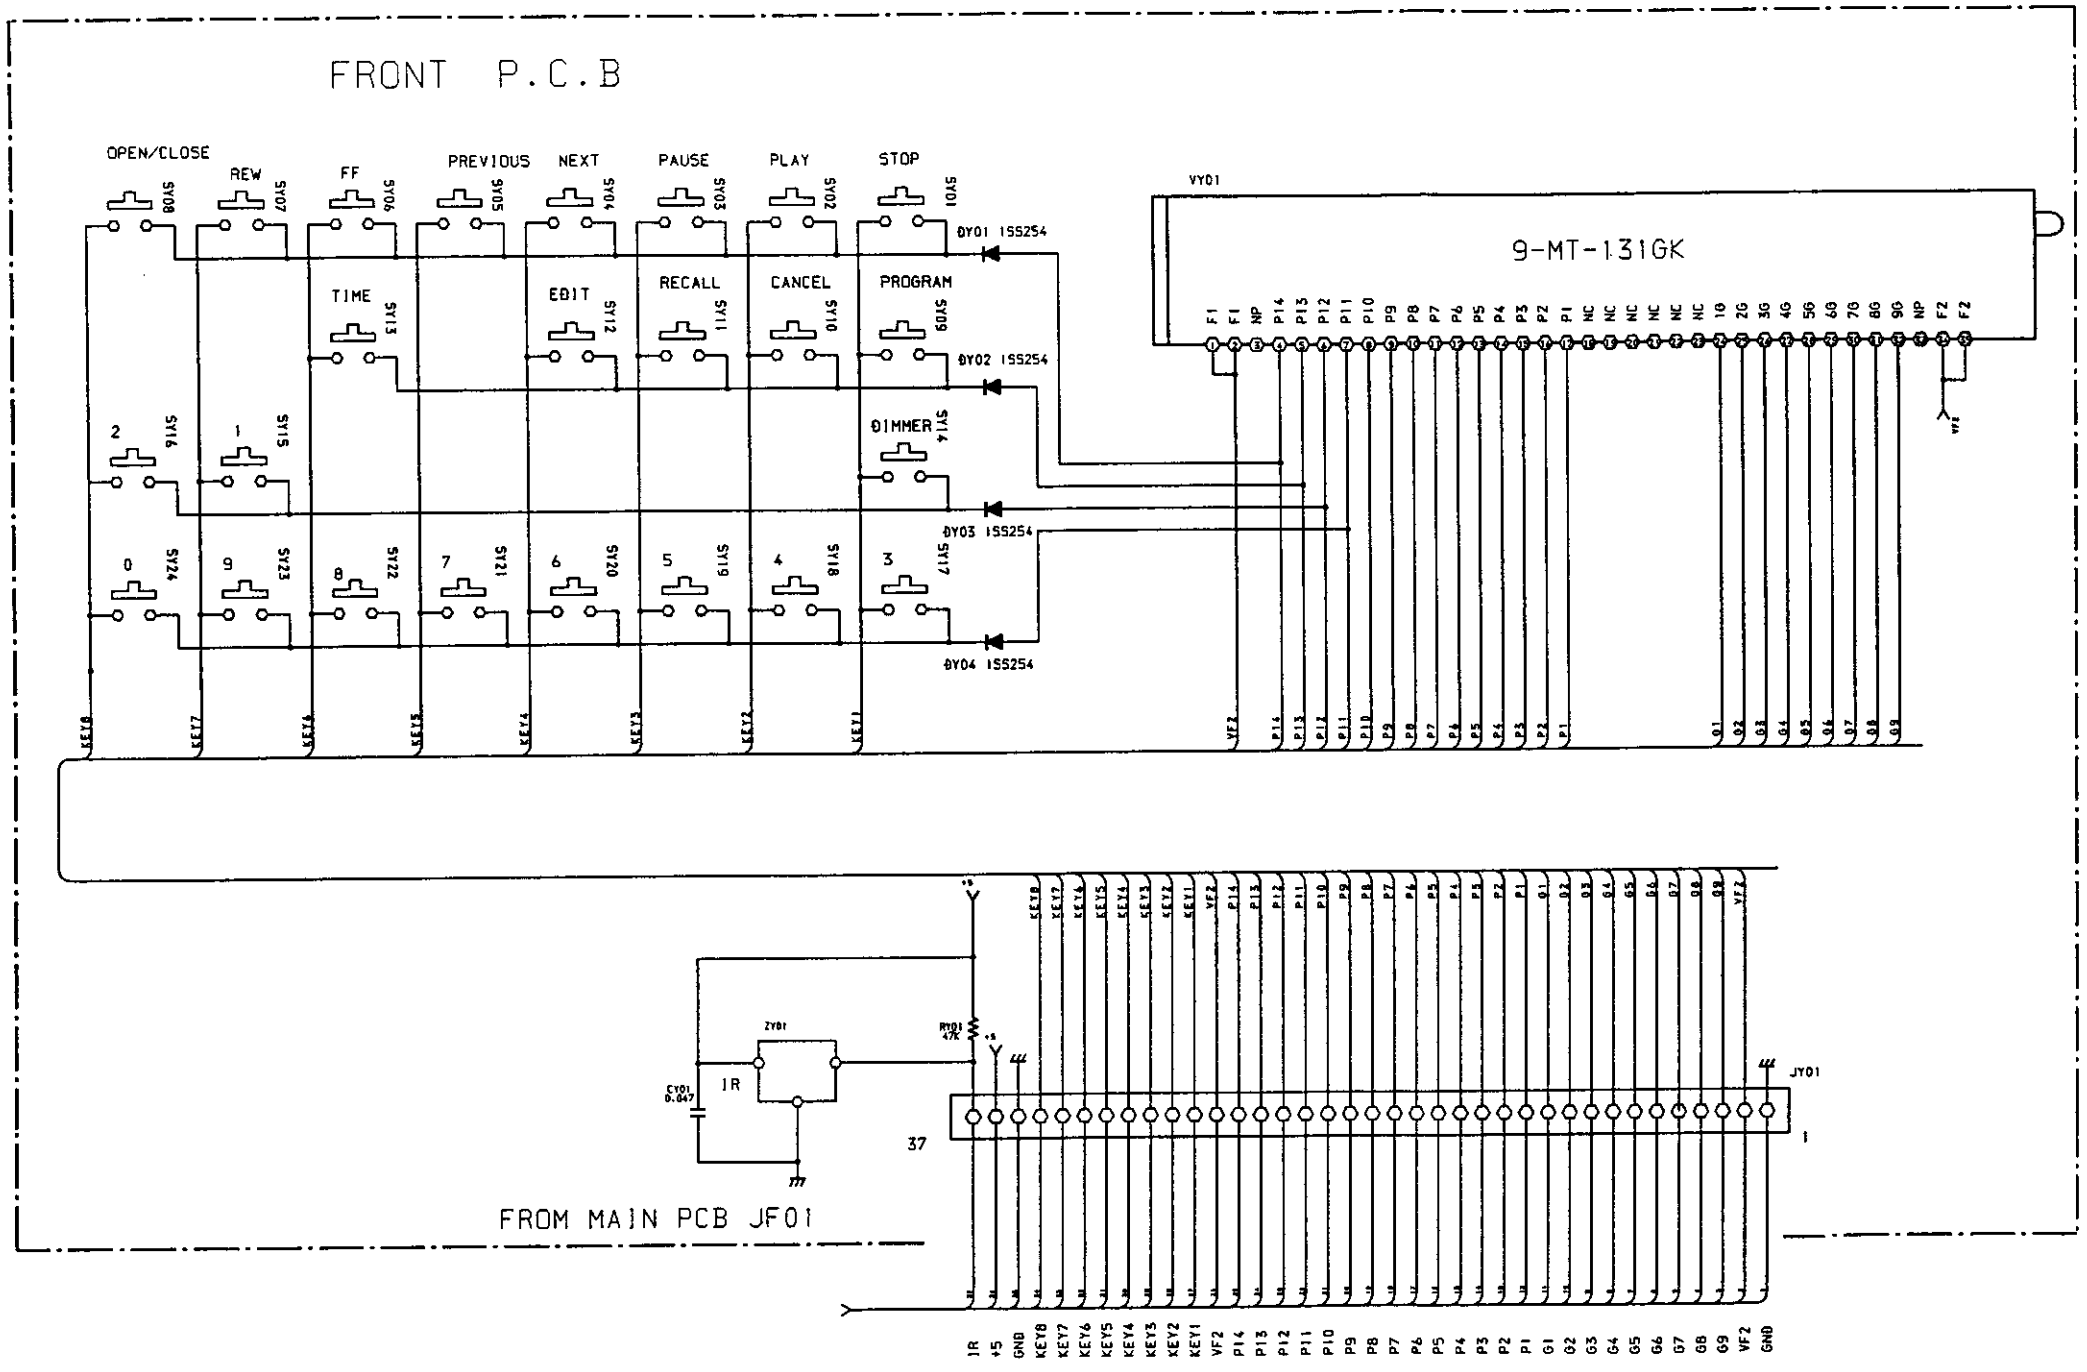 FRONT P.C.B
OPEN/CLOSE REW FF PREVIOUS NEXT PAUSE PLAY STOP
SY08 SY07 SY06 SY05 SY04 SY03 SY02 SY01
DY01 1SS254
VY01
9-MT-131GK
TIME EDIT RECALL CANCEL PROGRAM
SY13 SY12 SY11 SY10 SY09
DY02 1SS254
F1 F1 NP P14 P13 P12 P11 P10 P9 P8 P7 P6 P5 P4 P3 P2 P1 NC NC NC NC NC NC 1G 2G 3G 4G 5G 6G 7G 8G 9G NP F2 F2
2 SY16 1 SY15 DIMMER SY14
DY03 1SS254
0 SY24 9 SY23 8 SY22 7 SY21 6 SY20 5 SY19 4 SY18 3 SY17
DY04 1SS254
KEY8 KEY7 KEY6 KEY5 KEY4 KEY3 KEY2 KEY1 VF2 P14 P13 P12 P11 P10 P9 P8 P7 P6 P5 P4 P3 P2 P1 G1 G2 G3 G4 G5 G6 G7 G8 G9
+5
KEY8 KEY7 KEY6 KEY5 KEY4 KEY3 KEY2 KEY1 VF2 P14 P13 P12 P11 P10 P9 P8 P7 P6 P5 P4 P2 P1 G1 G2 G3 G4 G5 G6 G7 G8 G9 VF2
ZY01
RY01
47K
+5
IR
CY01
0.047
JY01
37
1
FROM MAIN PCB JF01
IR +5 GND KEY8 KEY7 KEY6 KEY5 KEY4 KEY3 KEY2 KEY1 VF2 P14 P13 P12 P11 P10 P9 P8 P7 P6 P5 P4 P3 P2 P1 G1 G2 G3 G4 G5 G6 G7 G8 G9 VF2 GND